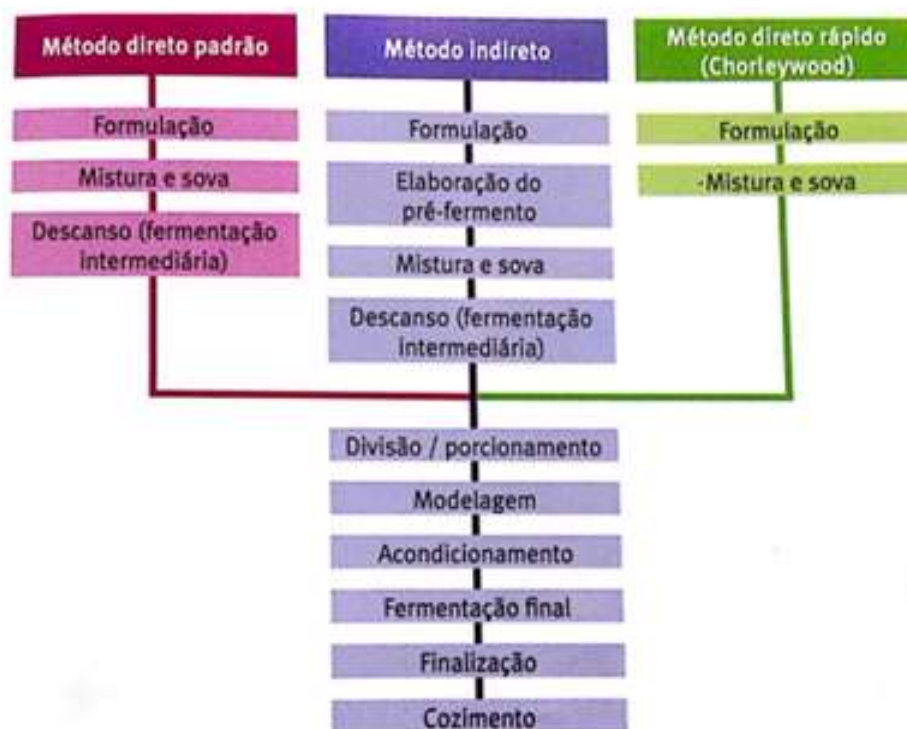 Método direto padrão
Formulação
Mistura e sova
Descanso (fermentação
intermediária)
Método indireto
Formulação
Elaboração do
pré-fermento
Mistura e sova
Descanso (fermentação
intermediária)
Método direto rápido
(Chorleywood)
Formulação
-Mistura e sova
Divisão / porcionamento
Modelagem
Acondicionamento
Fermentação final
Finalização
Cozimento